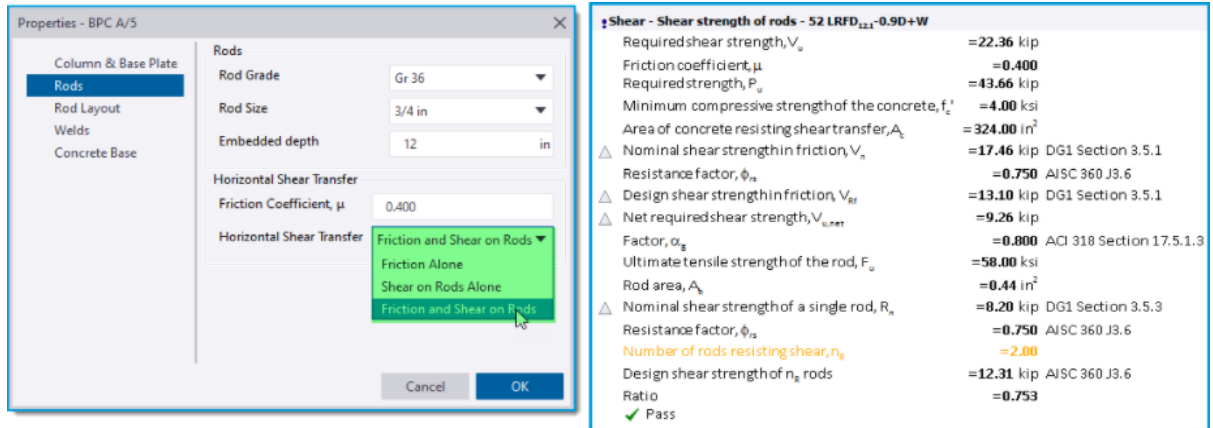 Properties - BPC A/5
Column & Base Plate
Rods
Rod Layout
Welds
Concrete Base
Rods
Rod Grade Gr 36
Rod Size 3/4 in
Embedded depth 12 in
Horizontal Shear Transfer
Friction Coefficient, μ 0.400
Horizontal Shear Transfer Friction and Shear on Rods
Friction Alone
Shear on Rods Alone
Friction and Shear on Rods
Cancel OK
Shear - Shear strength of rods - 52 LRFD12.1-0.9D+W
Required shear strength, Vu =22.36 kip
Friction coefficient, μ =0.400
Required strength, Pu =43.66 kip
Minimum compressive strength of the concrete, fc' =4.00 ksi
Area of concrete resisting shear transfer, Ac =324.00 in²
Nominal shear strength in friction, Vn =17.46 kip DG1 Section 3.5.1
Resistance factor, ϕrs =0.750 AISC 360 J3.6
Design shear strength in friction, VRf =13.10 kip DG1 Section 3.5.1
Net required shear strength, Vu,net =9.26 kip
Factor, αg =0.800 ACI 318 Section 17.5.1.3
Ultimate tensile strength of the rod, Fu =58.00 ksi
Rod area, Ab =0.44 in²
Nominal shear strength of a single rod, Rn =8.20 kip DG1 Section 3.5.3
Resistance factor, ϕrs =0.750 AISC 360 J3.6
Number of rods resisting shear, nR =2.00
Design shear strength of nR rods =12.31 kip AISC 360 J3.6
Ratio =0.753
Pass